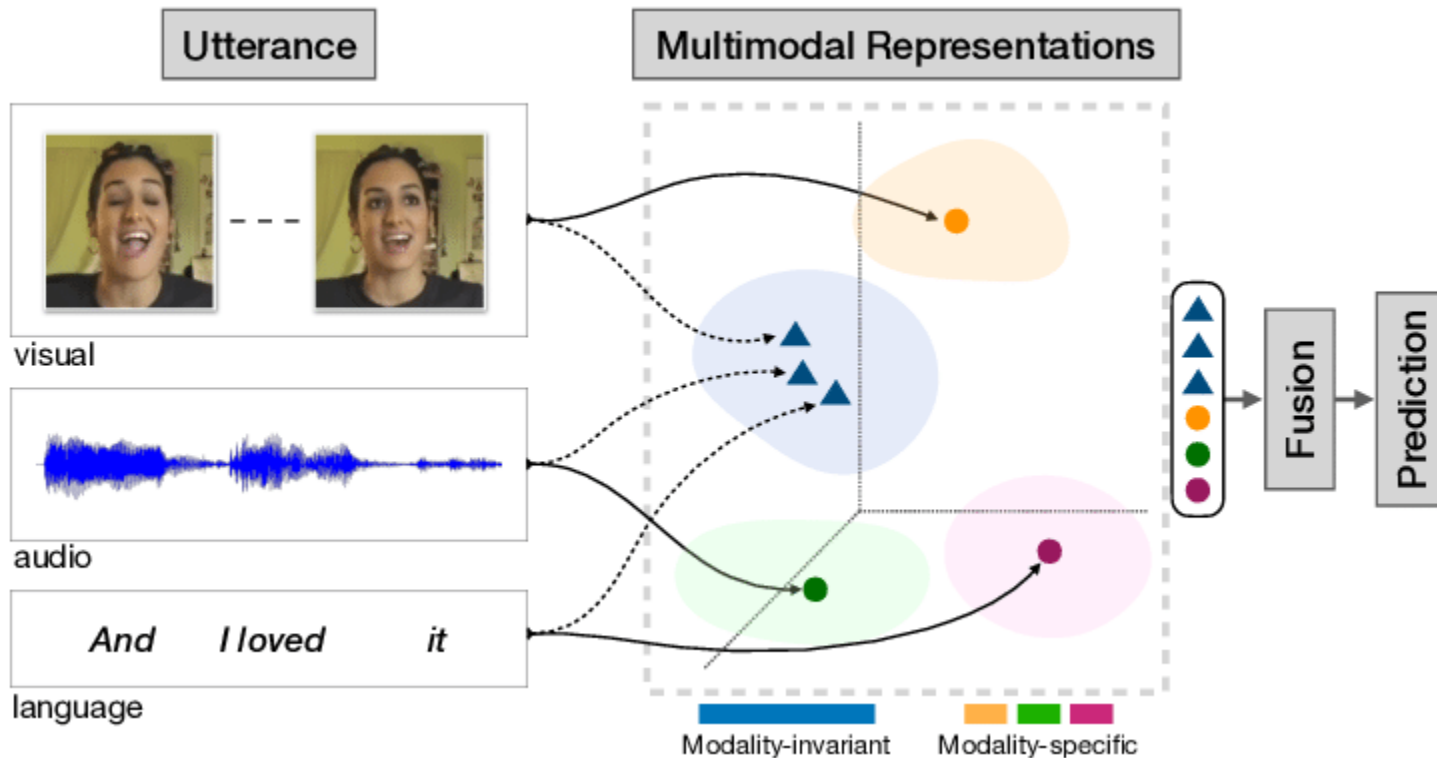 Utterance
Multimodal Representations
visual
audio
And I loved it
language
Fusion
Prediction
Modality-invariant
Modality-specific